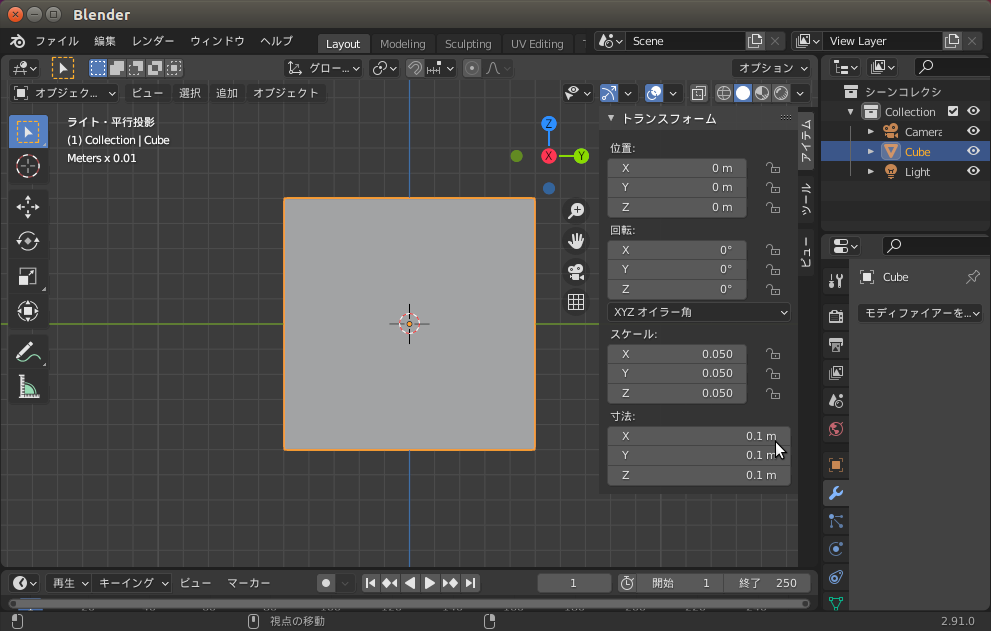 Blender
ファイル 編集 レンダー ウィンドウ ヘルプ Layout Modeling Sculpting UV Editing Scene View Layer
グロー... オプション
オブジェク... ビュー 選択 追加 オブジェクト
シーンコレクシ
Collection
Camera
Cube
Light
ライト・平行投影
(1) Collection | Cube
Meters x 0.01
Z
X Y
トランスフォーム
位置:
X 0 m
Y 0 m
Z 0 m
回転:
X 0°
Y 0°
Z 0°
XYZ オイラー角
スケール:
X 0.050
Y 0.050
Z 0.050
寸法:
X 0.1 m
Y 0.1 m
Z 0.1 m
アイテム
ツール
ビュー
Cube
モディファイアーを...
再生 キーイング ビュー マーカー 1 開始 1 終了 250
視点の移動 2.91.0